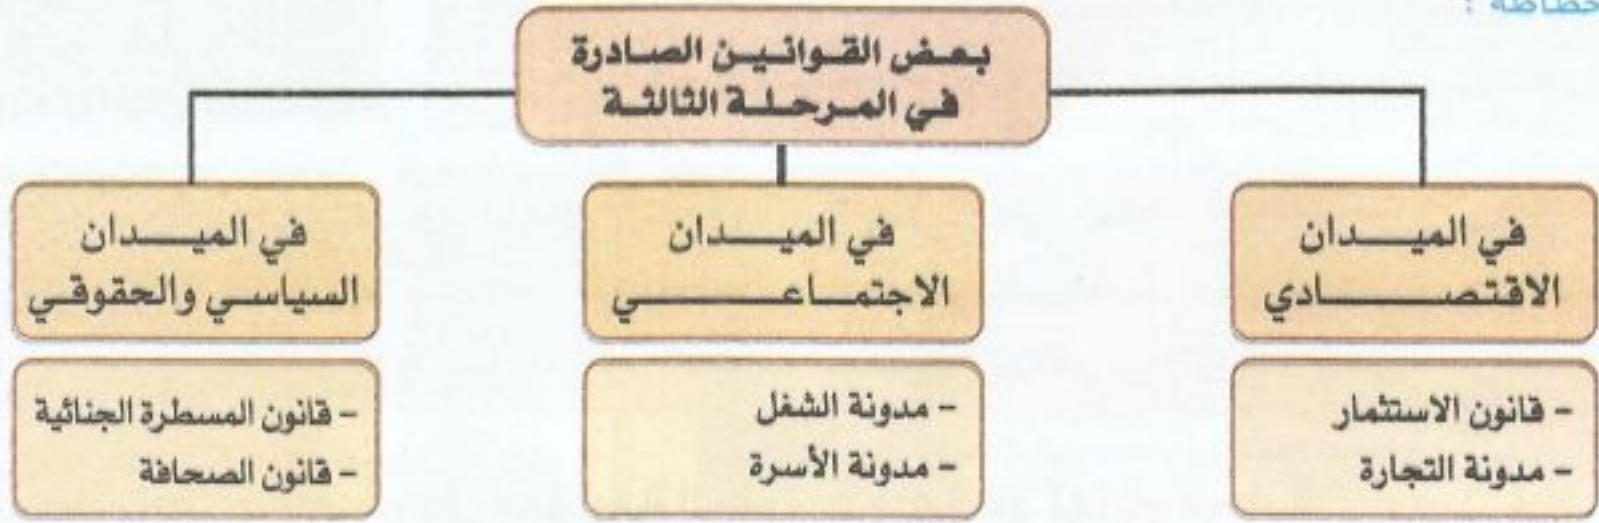 خطاطة :
بعض القوانين الصادرة
في المرحلة الثالثة
في الميدان
الاقتصادي
- قانون الاستثمار
- مدونة التجارة
في الميدان
الاجتماعي
- مدونة الشغل
- مدونة الأسرة
في الميدان
السياسي والحقوقي
- قانون المسطرة الجنائية
- قانون الصحافة